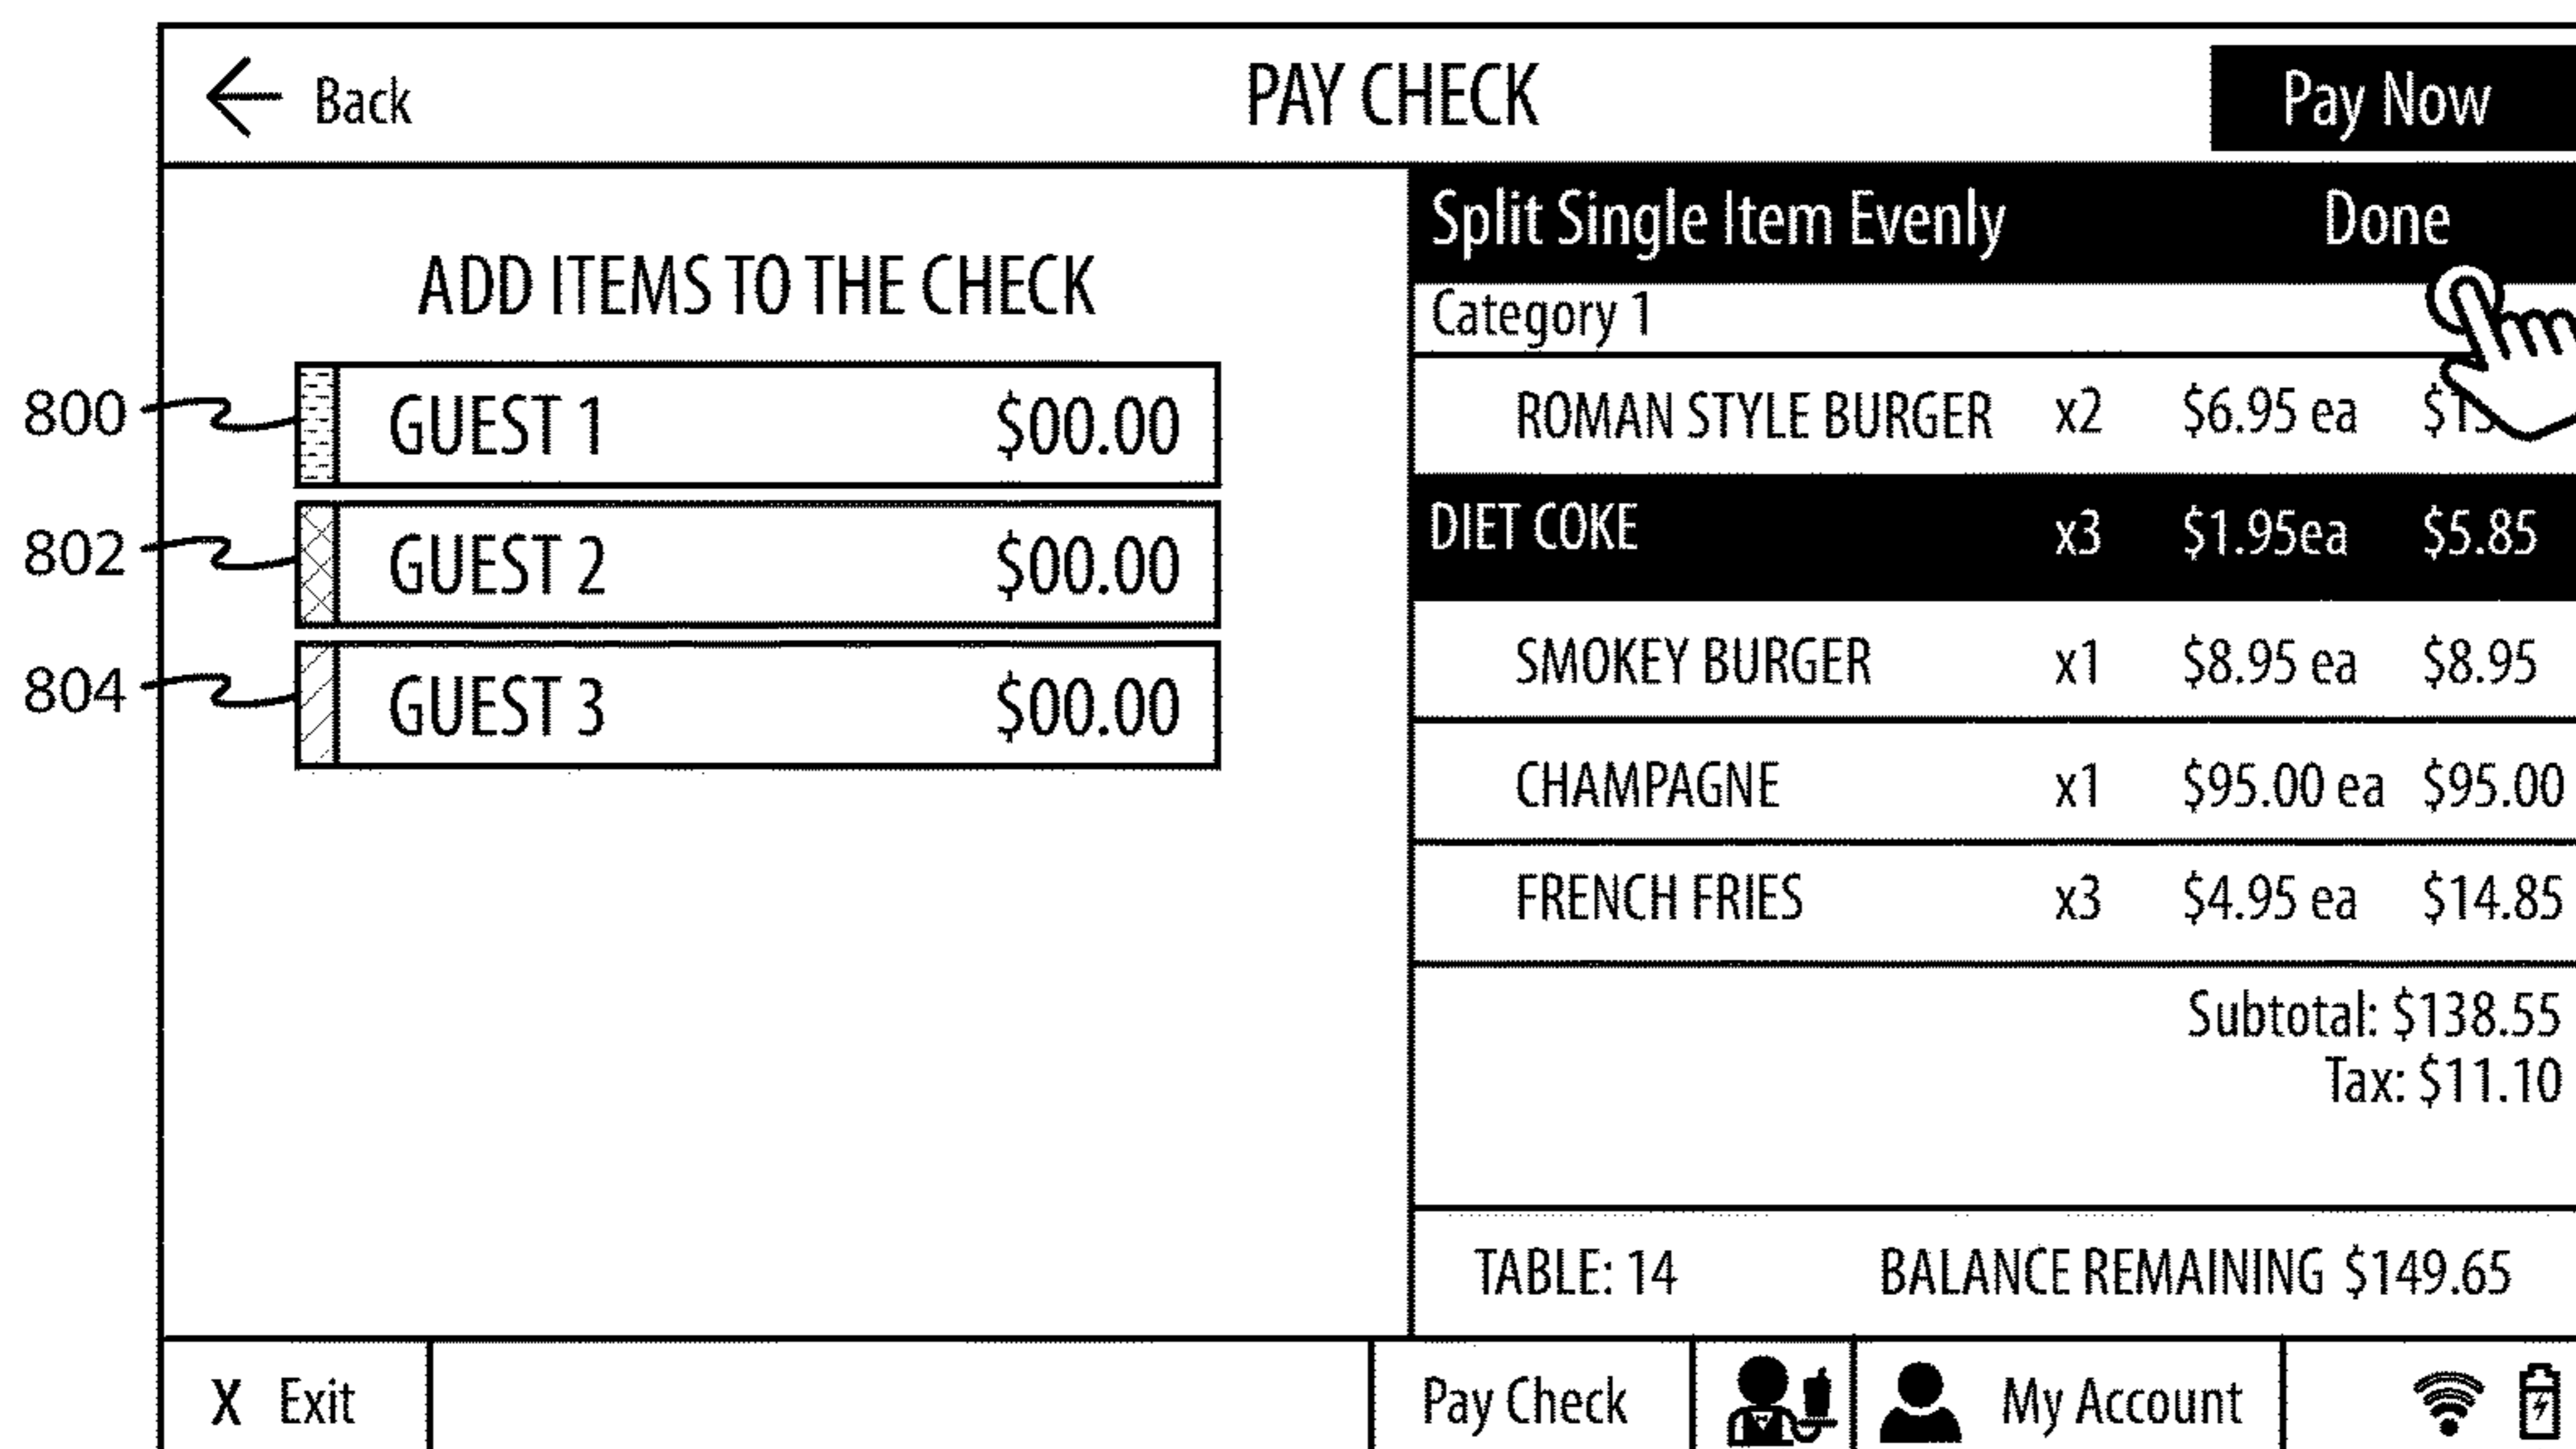 Back PAY CHECK Pay Now
ADD ITEMS TO THE CHECK
800 GUEST 1 $00.00
802 GUEST 2 $00.00
804 GUEST 3 $00.00
Split Single Item Evenly Done
Category 1
ROMAN STYLE BURGER x2 $6.95 ea
DIET COKE x3 $1.95ea $5.85
SMOKEY BURGER x1 $8.95 ea $8.95
CHAMPAGNE x1 $95.00 ea $95.00
FRENCH FRIES x3 $4.95 ea $14.85
Subtotal: $138.55
Tax: $11.10
TABLE: 14 BALANCE REMAINING $149.65
X Exit Pay Check My Account